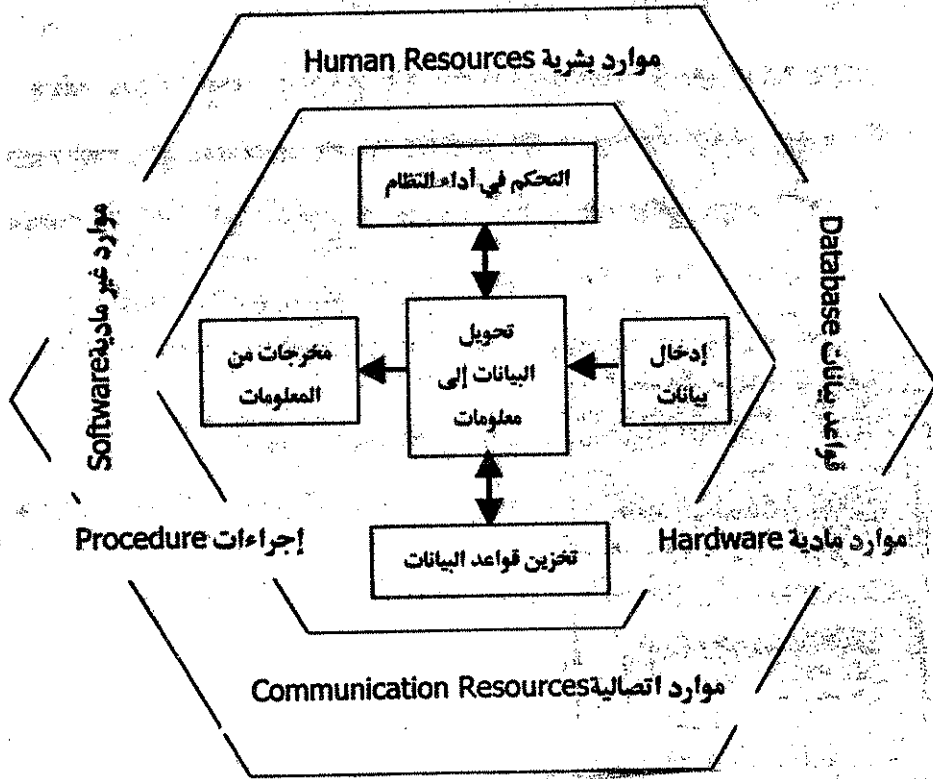 موارد بشرية Human Resources
التحكم في أداء النظام
موارد غير مادية Software
قواعد بيانات Database
إدخال
بيانات
تحويل
البيانات إلى
معلومات
مخرجات من
المعلومات
إجراءات Procedure
تخزين قواعد البيانات
موارد مادية Hardware
موارد اتصالية Communication Resources